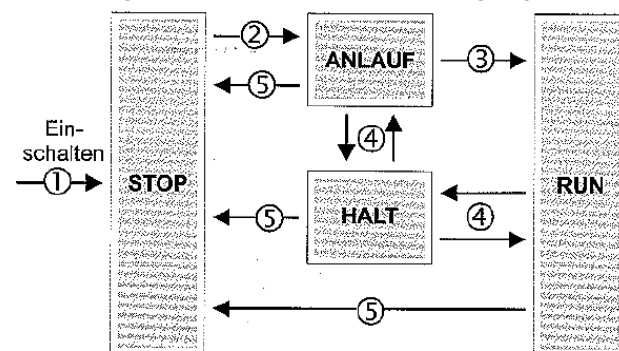 ②
ANLAUF
③
⑤
Ein-
schalten
④
①
STOP
RUN
HALT
⑤
④
⑤